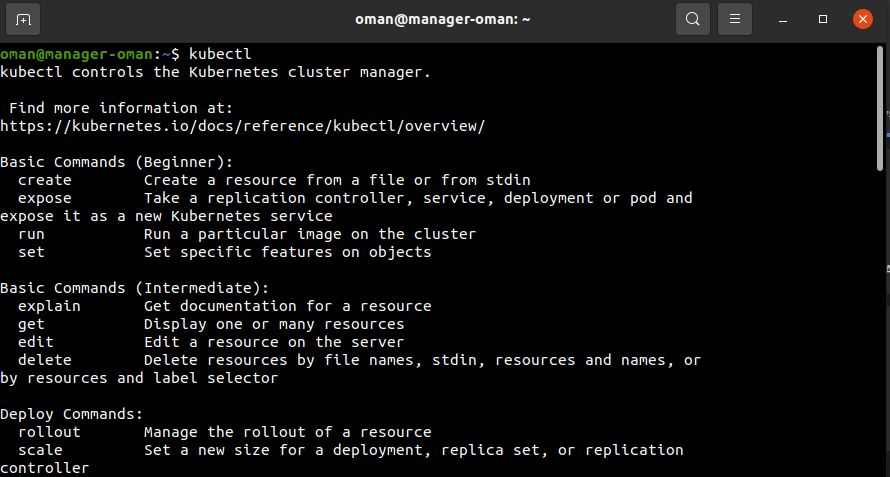 oman@manager-oman: ~
oman@manager-oman:~$ kubectl
kubectl controls the Kubernetes cluster manager.
 Find more information at:
https://kubernetes.io/docs/reference/kubectl/overview/
Basic Commands (Beginner):
  create        Create a resource from a file or from stdin
  expose        Take a replication controller, service, deployment or pod and
expose it as a new Kubernetes service
  run           Run a particular image on the cluster
  set           Set specific features on objects
Basic Commands (Intermediate):
  explain       Get documentation for a resource
  get           Display one or many resources
  edit          Edit a resource on the server
  delete        Delete resources by file names, stdin, resources and names, or
by resources and label selector
Deploy Commands:
  rollout       Manage the rollout of a resource
  scale         Set a new size for a deployment, replica set, or replication
controller